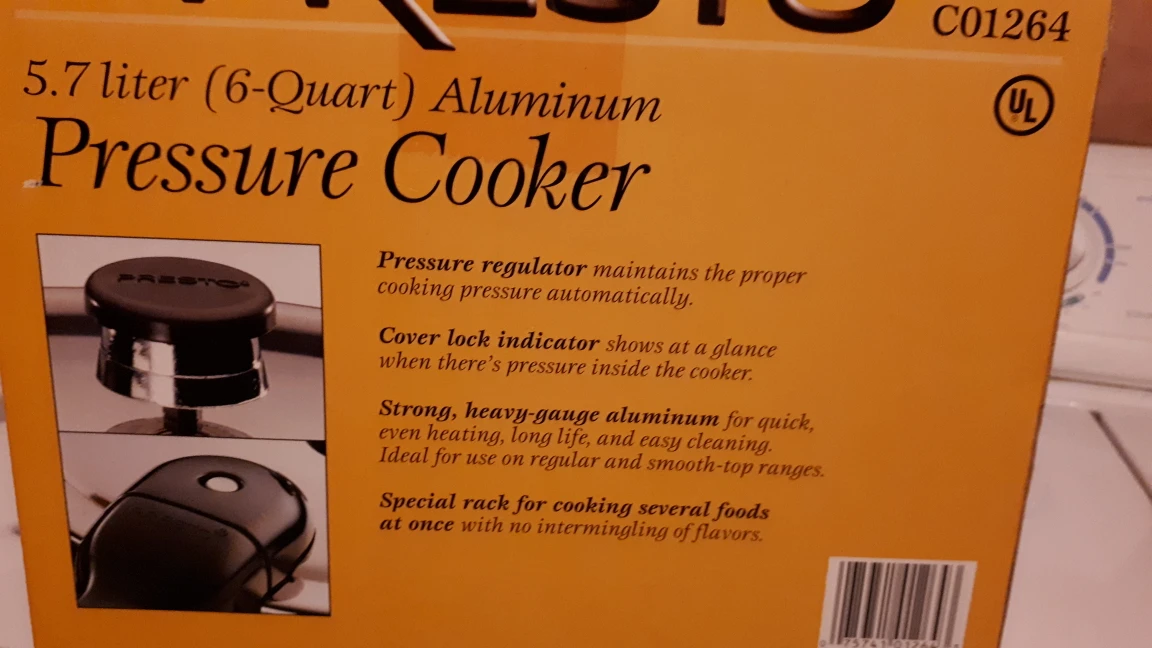 PRESTO
C01264
5.7 liter (6-Quart) Aluminum
UL
Pressure Cooker
PRESTO
Pressure regulator maintains the proper
cooking pressure automatically.
Cover lock indicator shows at a glance
when there's pressure inside the cooker.
Strong, heavy-gauge aluminum for quick,
even heating, long life, and easy cleaning.
Ideal for use on regular and smooth-top ranges.
Special rack for cooking several foods
at once with no intermingling of flavors.